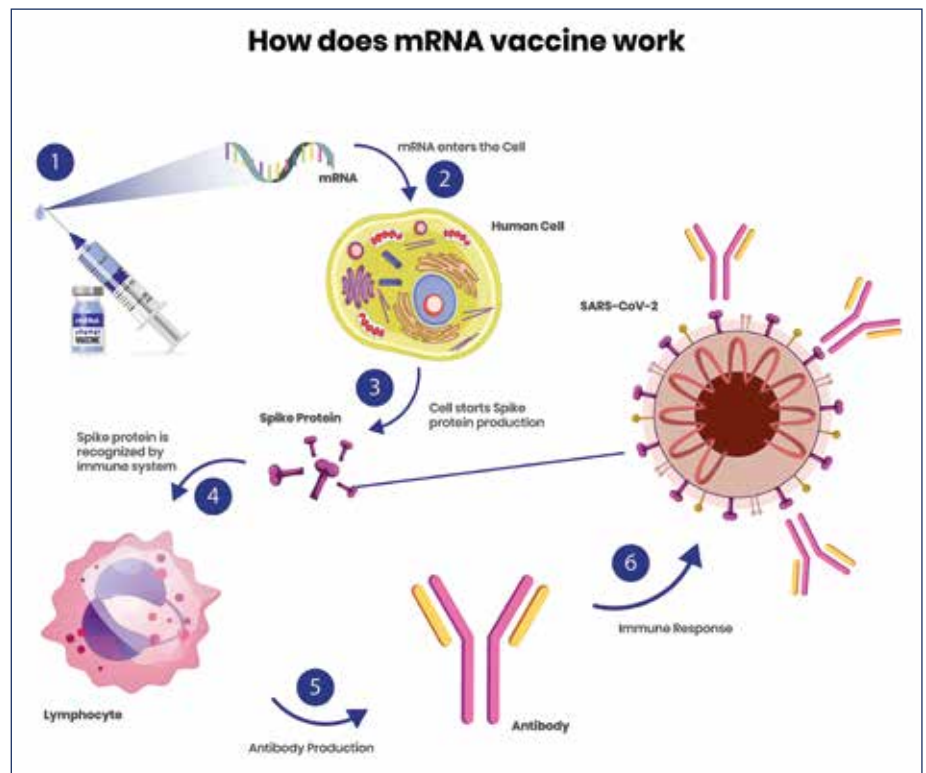 How does mRNA vaccine work
1
mRNA
mRNA enters the Cell
2
Human Cell
SARS-CoV-2
3
Cell starts Spike
protein production
Spike Protein
Spike protein is
recognized by
immune system
4
Lymphocyte
5
Antibody Production
Antibody
6
Immune Response
mRNA
VACCINE